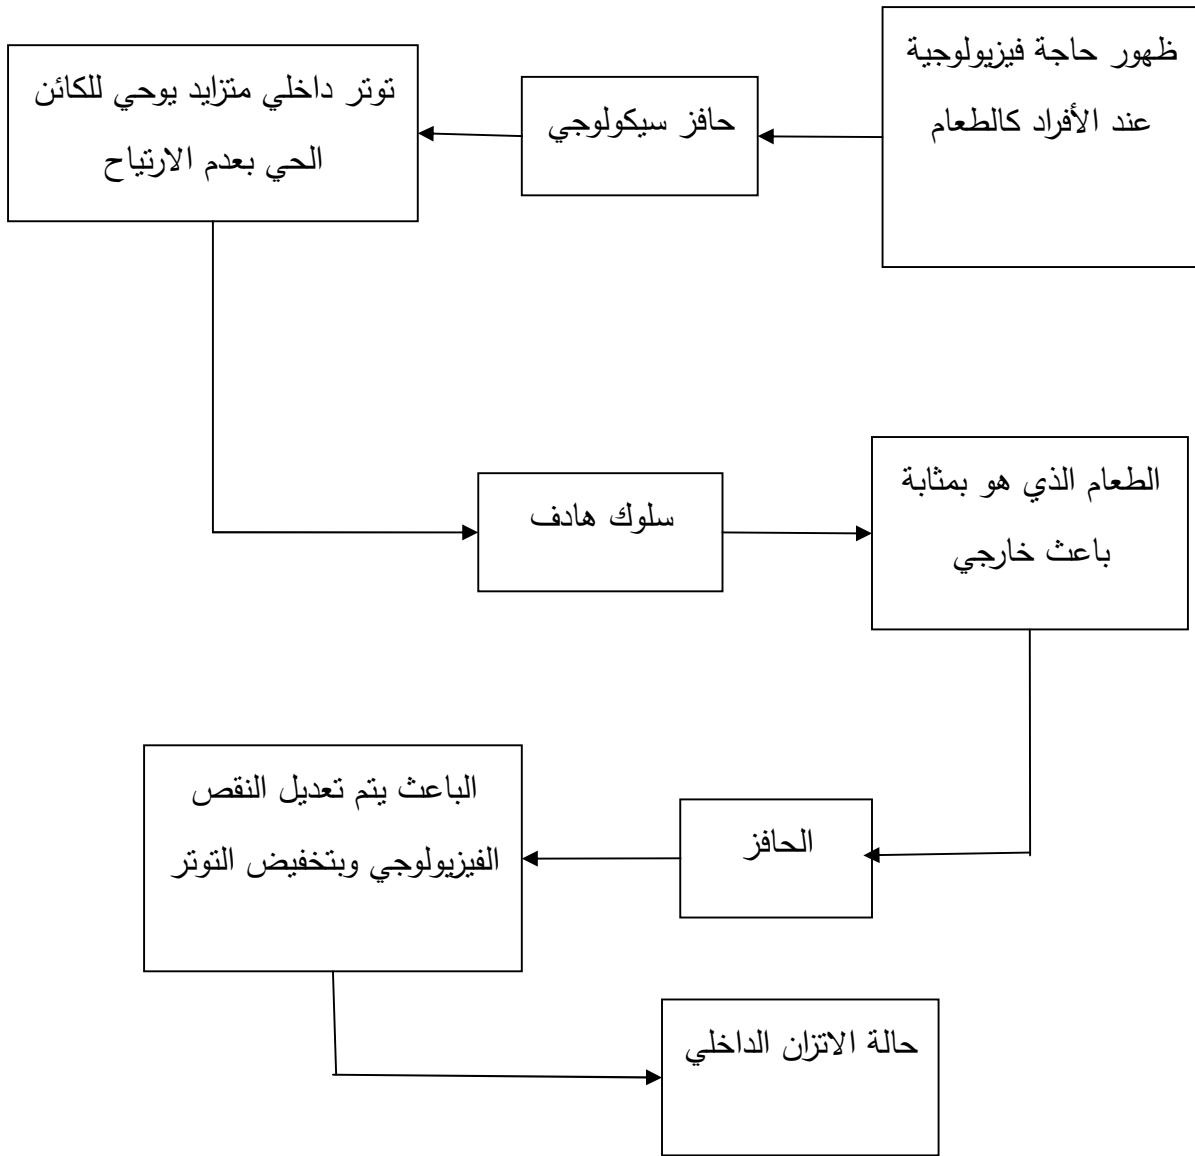 ظهور حاجة فيزيولوجية
عند الأفراد كالطعام
حافز سيكولوجي
توتر داخلي متزايد يوحي للكائن
الحي بعدم الارتياح
سلوك هادف
الطعام الذي هو بمثابة
باعث خارجي
الحافز
الباعث يتم تعديل النقص
الفيزيولوجي وبتخفيض التوتر
حالة الاتزان الداخلي